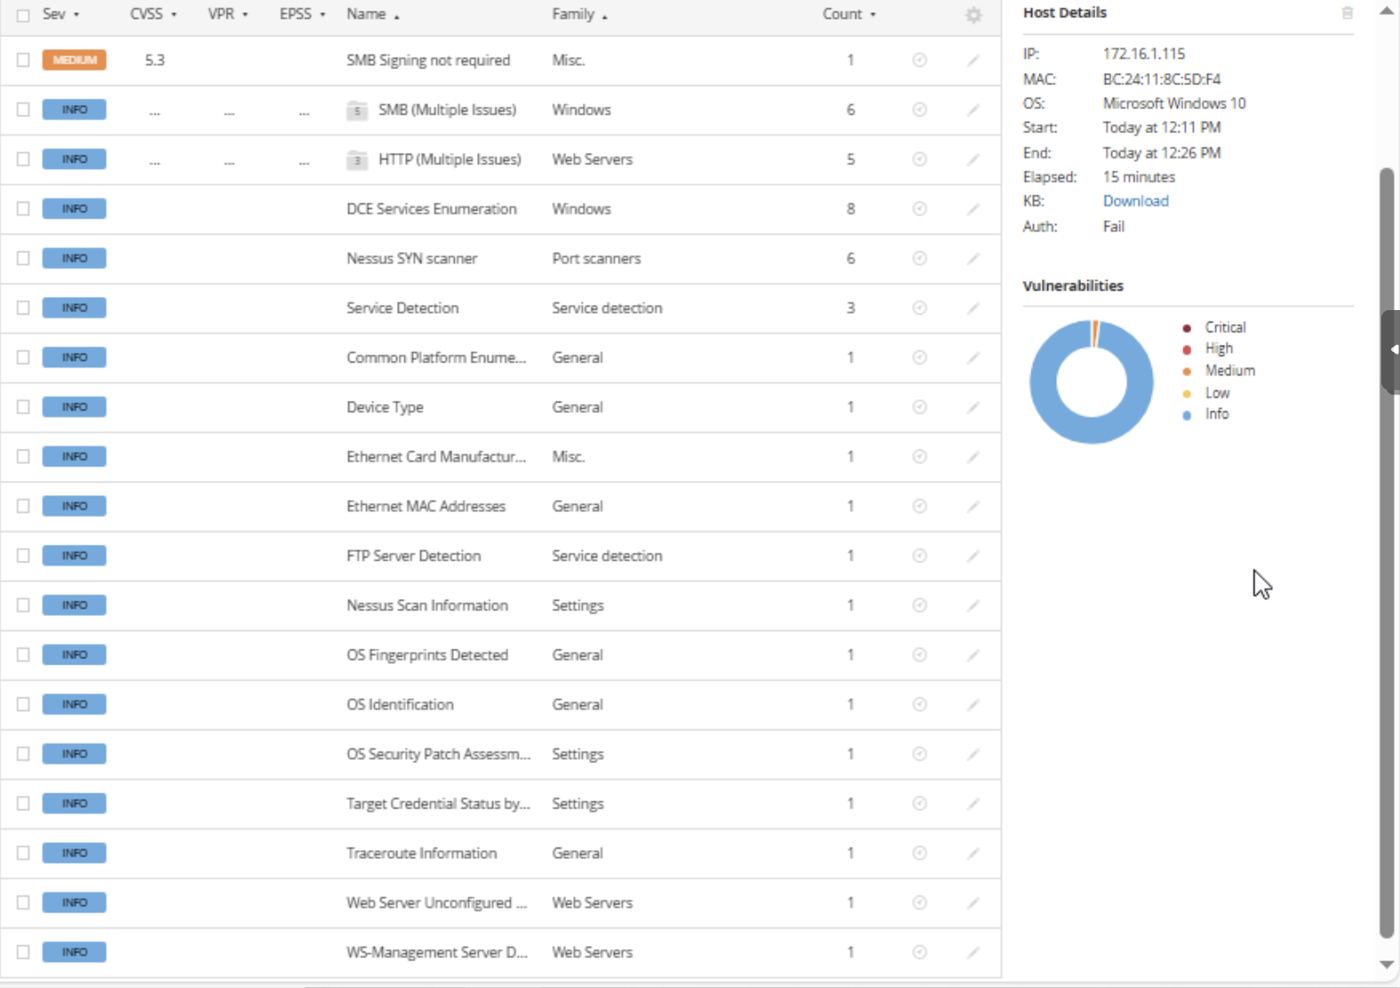 Sev CVSS VPR EPSS Name Family Count
MEDIUM 5.3 SMB Signing not required Misc. 1
INFO ... ... ... 5 SMB (Multiple Issues) Windows 6
INFO ... ... ... 3 HTTP (Multiple Issues) Web Servers 5
INFO DCE Services Enumeration Windows 8
INFO Nessus SYN scanner Port scanners 6
INFO Service Detection Service detection 3
INFO Common Platform Enume... General 1
INFO Device Type General 1
INFO Ethernet Card Manufactur... Misc. 1
INFO Ethernet MAC Addresses General 1
INFO FTP Server Detection Service detection 1
INFO Nessus Scan Information Settings 1
INFO OS Fingerprints Detected General 1
INFO OS Identification General 1
INFO OS Security Patch Assessm... Settings 1
INFO Target Credential Status by... Settings 1
INFO Traceroute Information General 1
INFO Web Server Unconfigured ... Web Servers 1
INFO WS-Management Server D... Web Servers 1
Host Details
IP: 172.16.1.115
MAC: BC:24:11:8C:5D:F4
OS: Microsoft Windows 10
Start: Today at 12:11 PM
End: Today at 12:26 PM
Elapsed: 15 minutes
KB: Download
Auth: Fail
Vulnerabilities
Critical
High
Medium
Low
Info